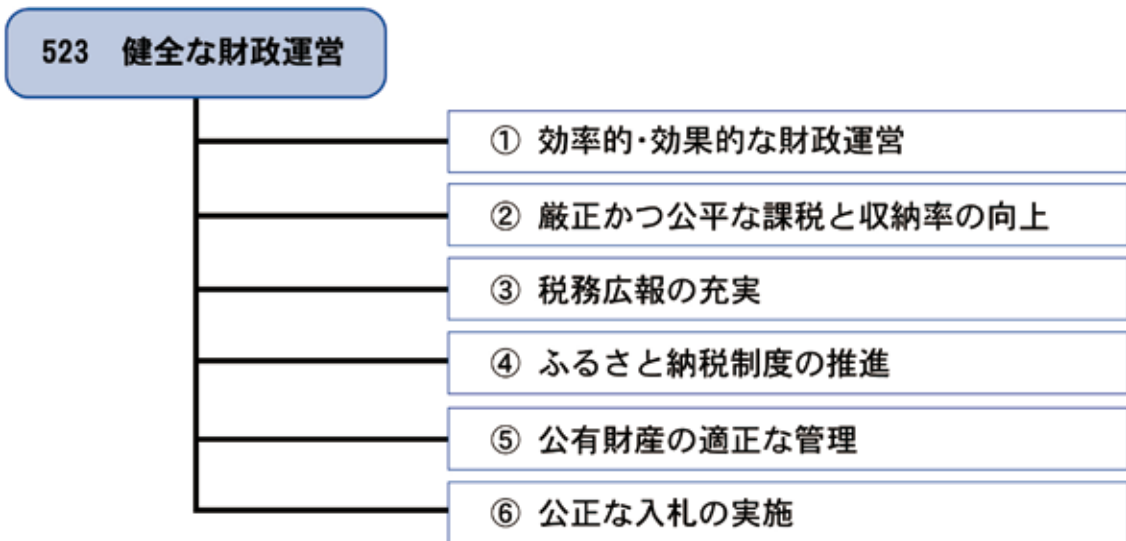 523 健全な財政運営
① 効率的・効果的な財政運営
② 厳正かつ公平な課税と収納率の向上
③ 税務広報の充実
④ ふるさと納税制度の推進
⑤ 公有財産の適正な管理
⑥ 公正な入札の実施